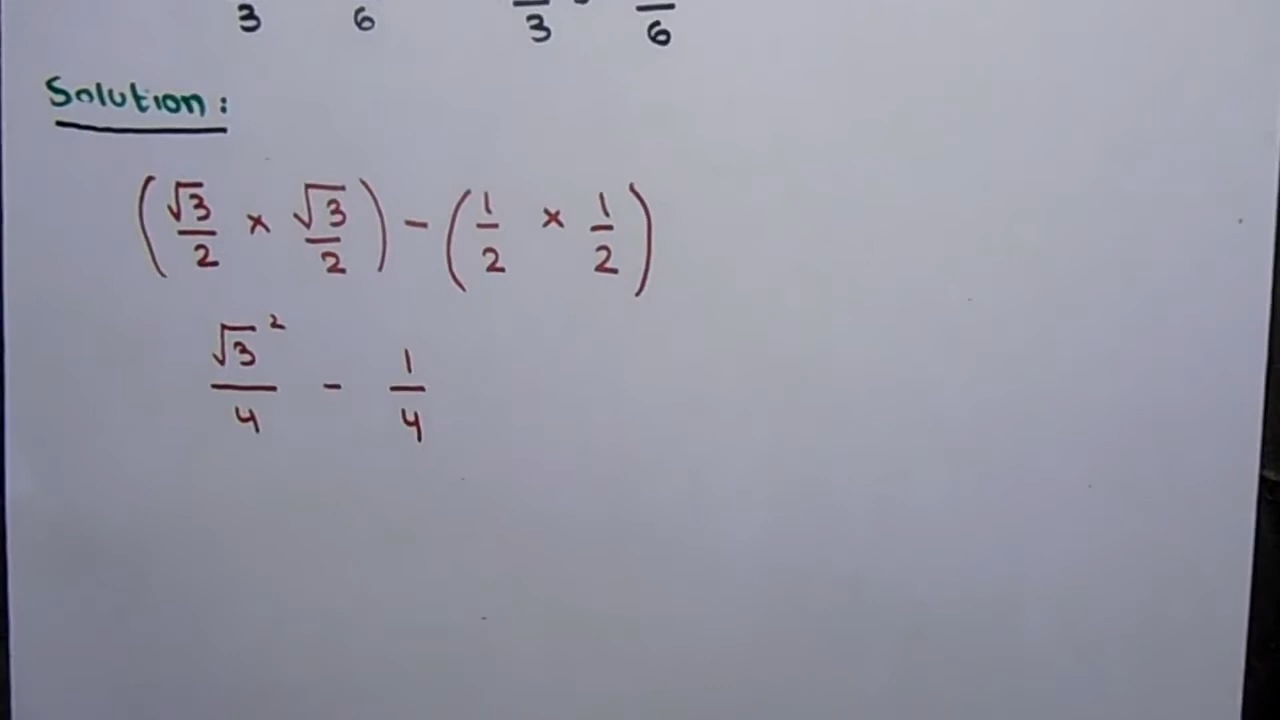 3 6 3 6
Solution:
(√3/2 × √3/2) - (1/2 × 1/2)
√3²/4 - 1/4